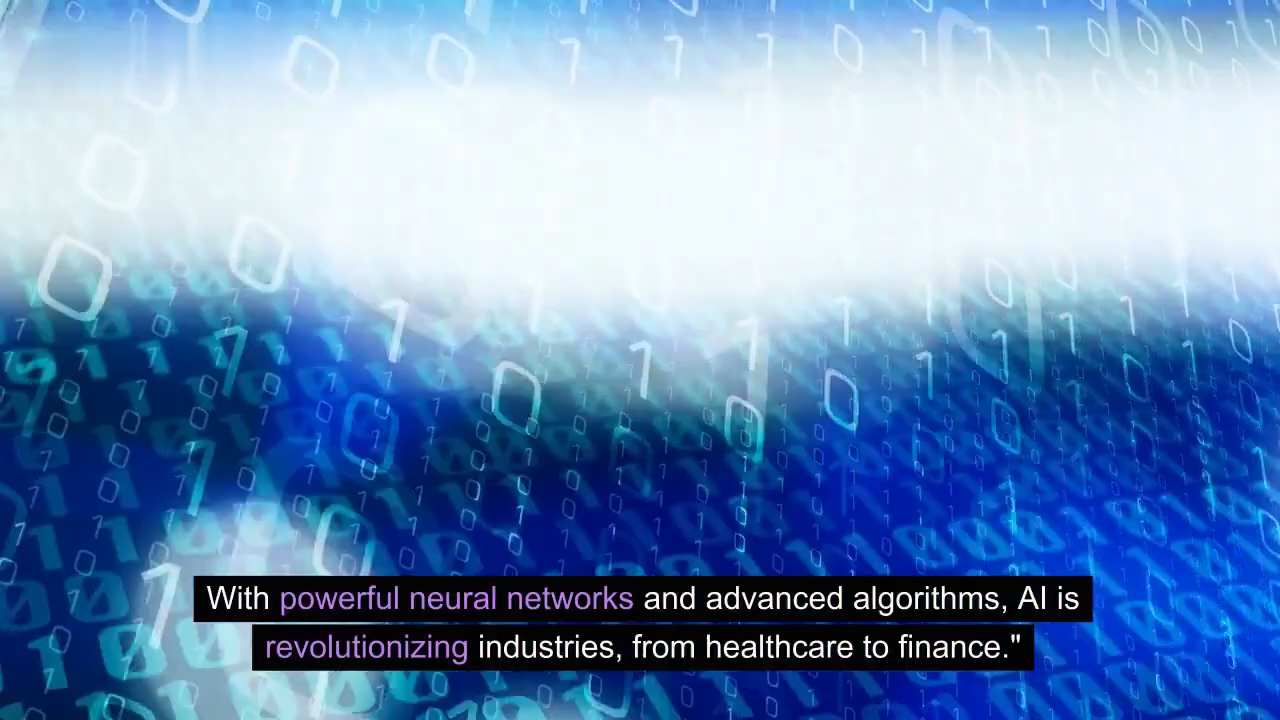 With powerful neural networks and advanced algorithms, AI is
revolutionizing industries, from healthcare to finance."